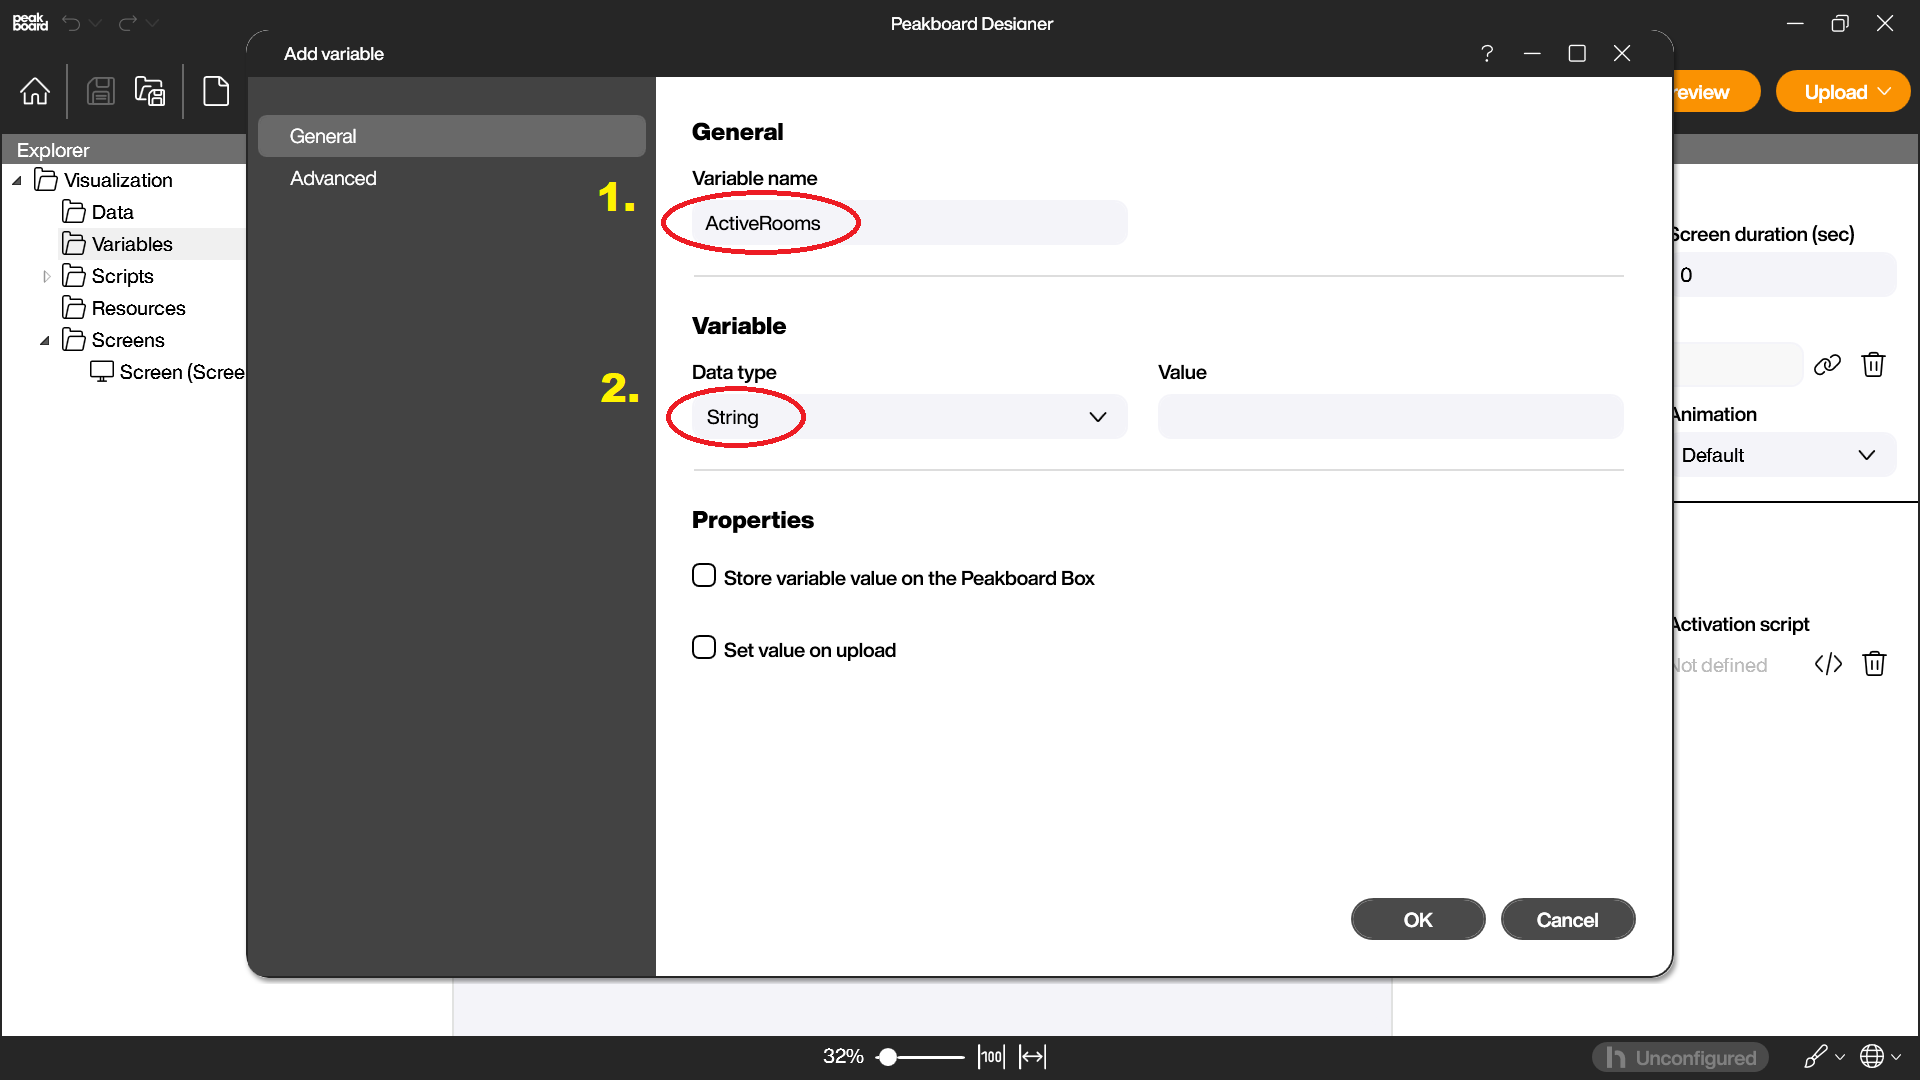 peak
board
Peakboard Designer
Add variable
?
review
Upload
Explorer
General
Advanced
Visualization
Data
Variables
Scripts
Resources
Screens
Screen (Scree
General
Variable name
1.
ActiveRooms
Variable
Data type
Value
2.
String
Properties
Store variable value on the Peakboard Box
Set value on upload
OK
Cancel
Screen duration (sec)
0
Animation
Default
Activation script
Not defined
32%
100
Unconfigured